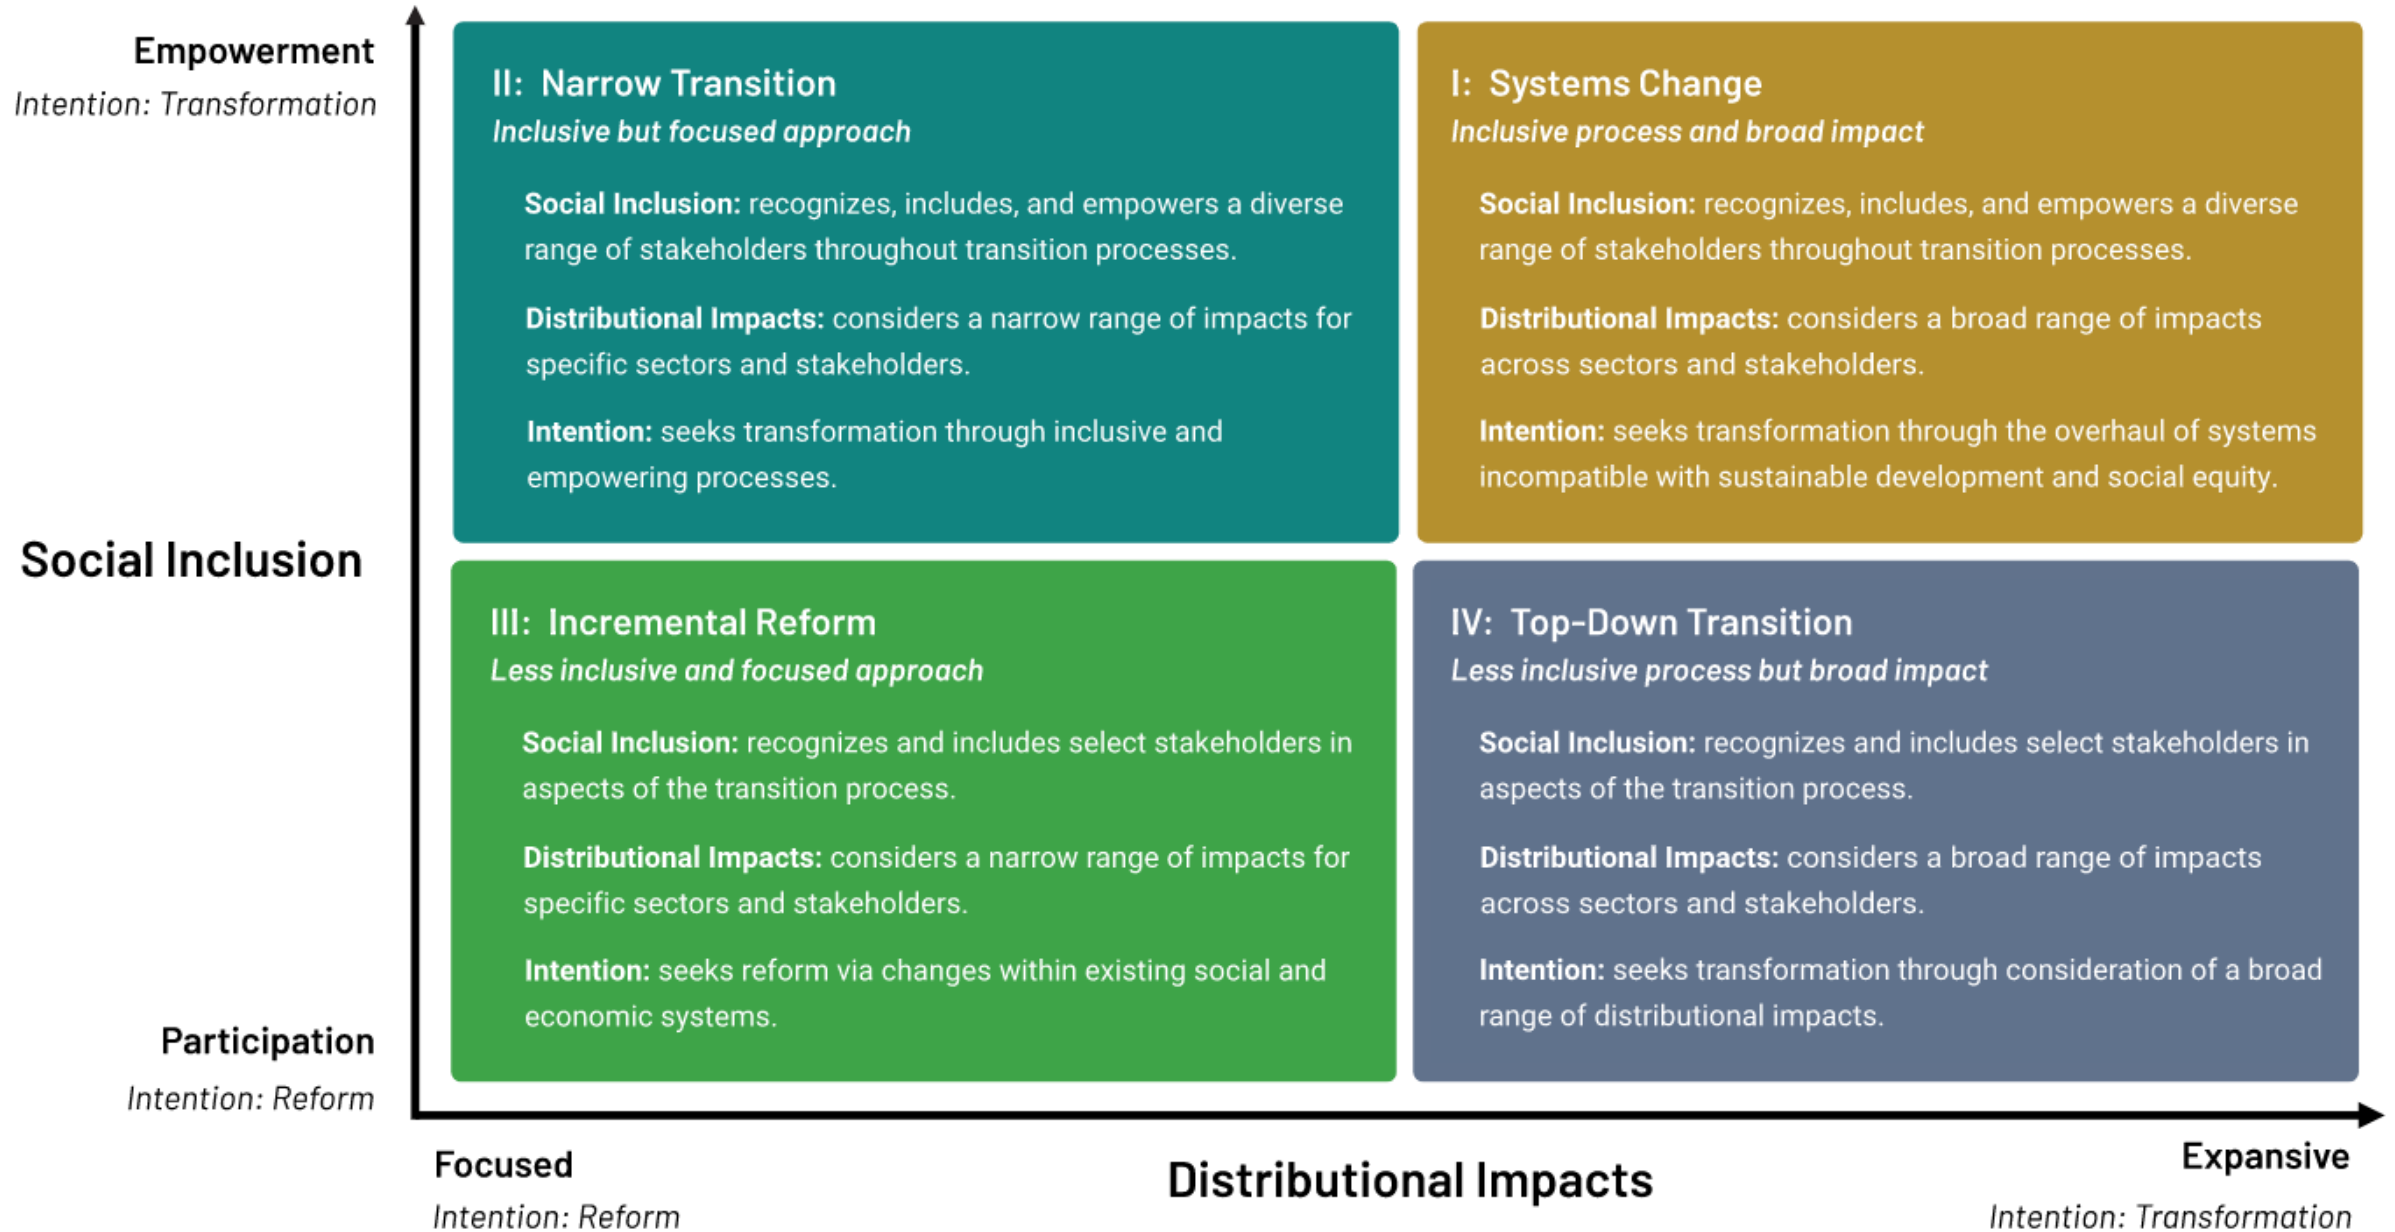 Empowerment
Intention: Transformation
Social Inclusion
Participation
Intention: Reform
II: Narrow Transition
Inclusive but focused approach
Social Inclusion: recognizes, includes, and empowers a diverse
range of stakeholders throughout transition processes.
Distributional Impacts: considers a narrow range of impacts for
specific sectors and stakeholders.
Intention: seeks transformation through inclusive and
empowering processes.
I: Systems Change
Inclusive process and broad impact
Social Inclusion: recognizes, includes, and empowers a diverse
range of stakeholders throughout transition processes.
Distributional Impacts: considers a broad range of impacts
across sectors and stakeholders.
Intention: seeks transformation through the overhaul of systems
incompatible with sustainable development and social equity.
III: Incremental Reform
Less inclusive and focused approach
Social Inclusion: recognizes and includes select stakeholders in
aspects of the transition process.
Distributional Impacts: considers a narrow range of impacts for
specific sectors and stakeholders.
Intention: seeks reform via changes within existing social and
economic systems.
IV: Top-Down Transition
Less inclusive process but broad impact
Social Inclusion: recognizes and includes select stakeholders in
aspects of the transition process.
Distributional Impacts: considers a broad range of impacts
across sectors and stakeholders.
Intention: seeks transformation through consideration of a broad
range of distributional impacts.
Focused
Intention: Reform
Distributional Impacts
Expansive
Intention: Transformation